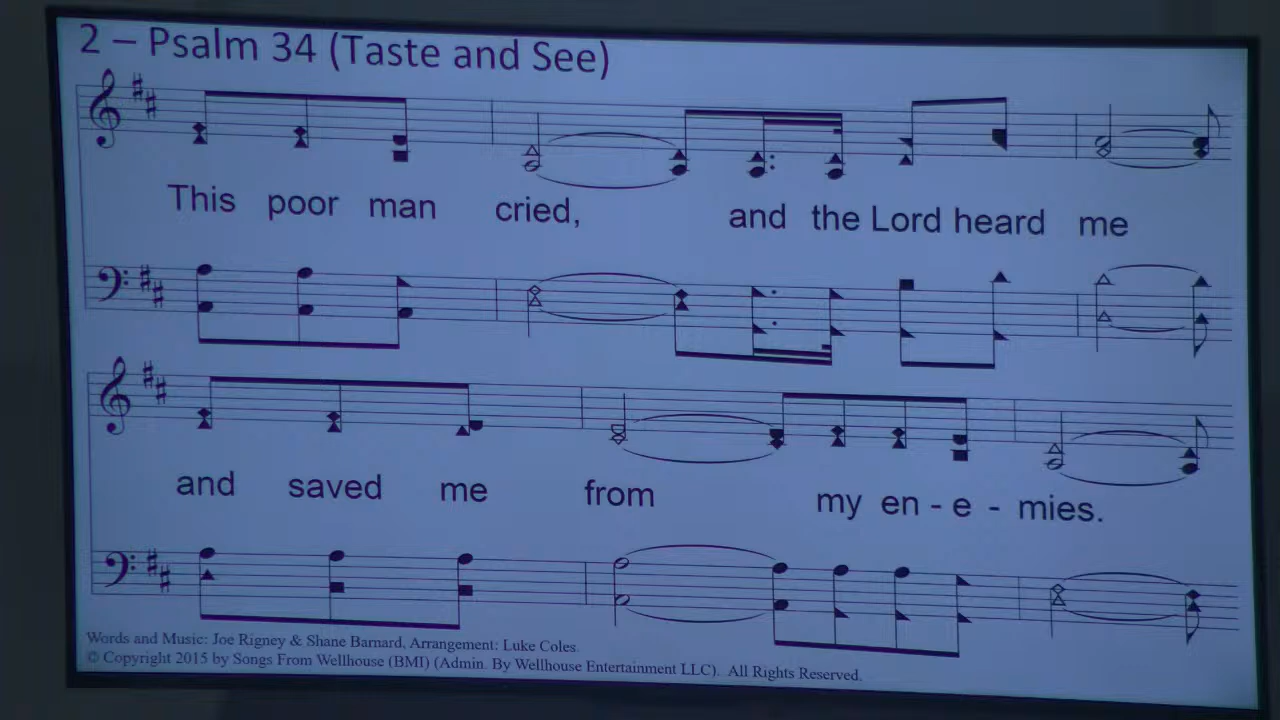 2 – Psalm 34 (Taste and See)
This poor man cried, and the Lord heard me
and saved me from my en - e - mies.
Words and Music: Joe Rigney & Shane Barnard, Arrangement: Luke Coles.
© Copyright 2015 by Songs From Wellhouse (BMI) (Admin. By Wellhouse Entertainment LLC). All Rights Reserved.